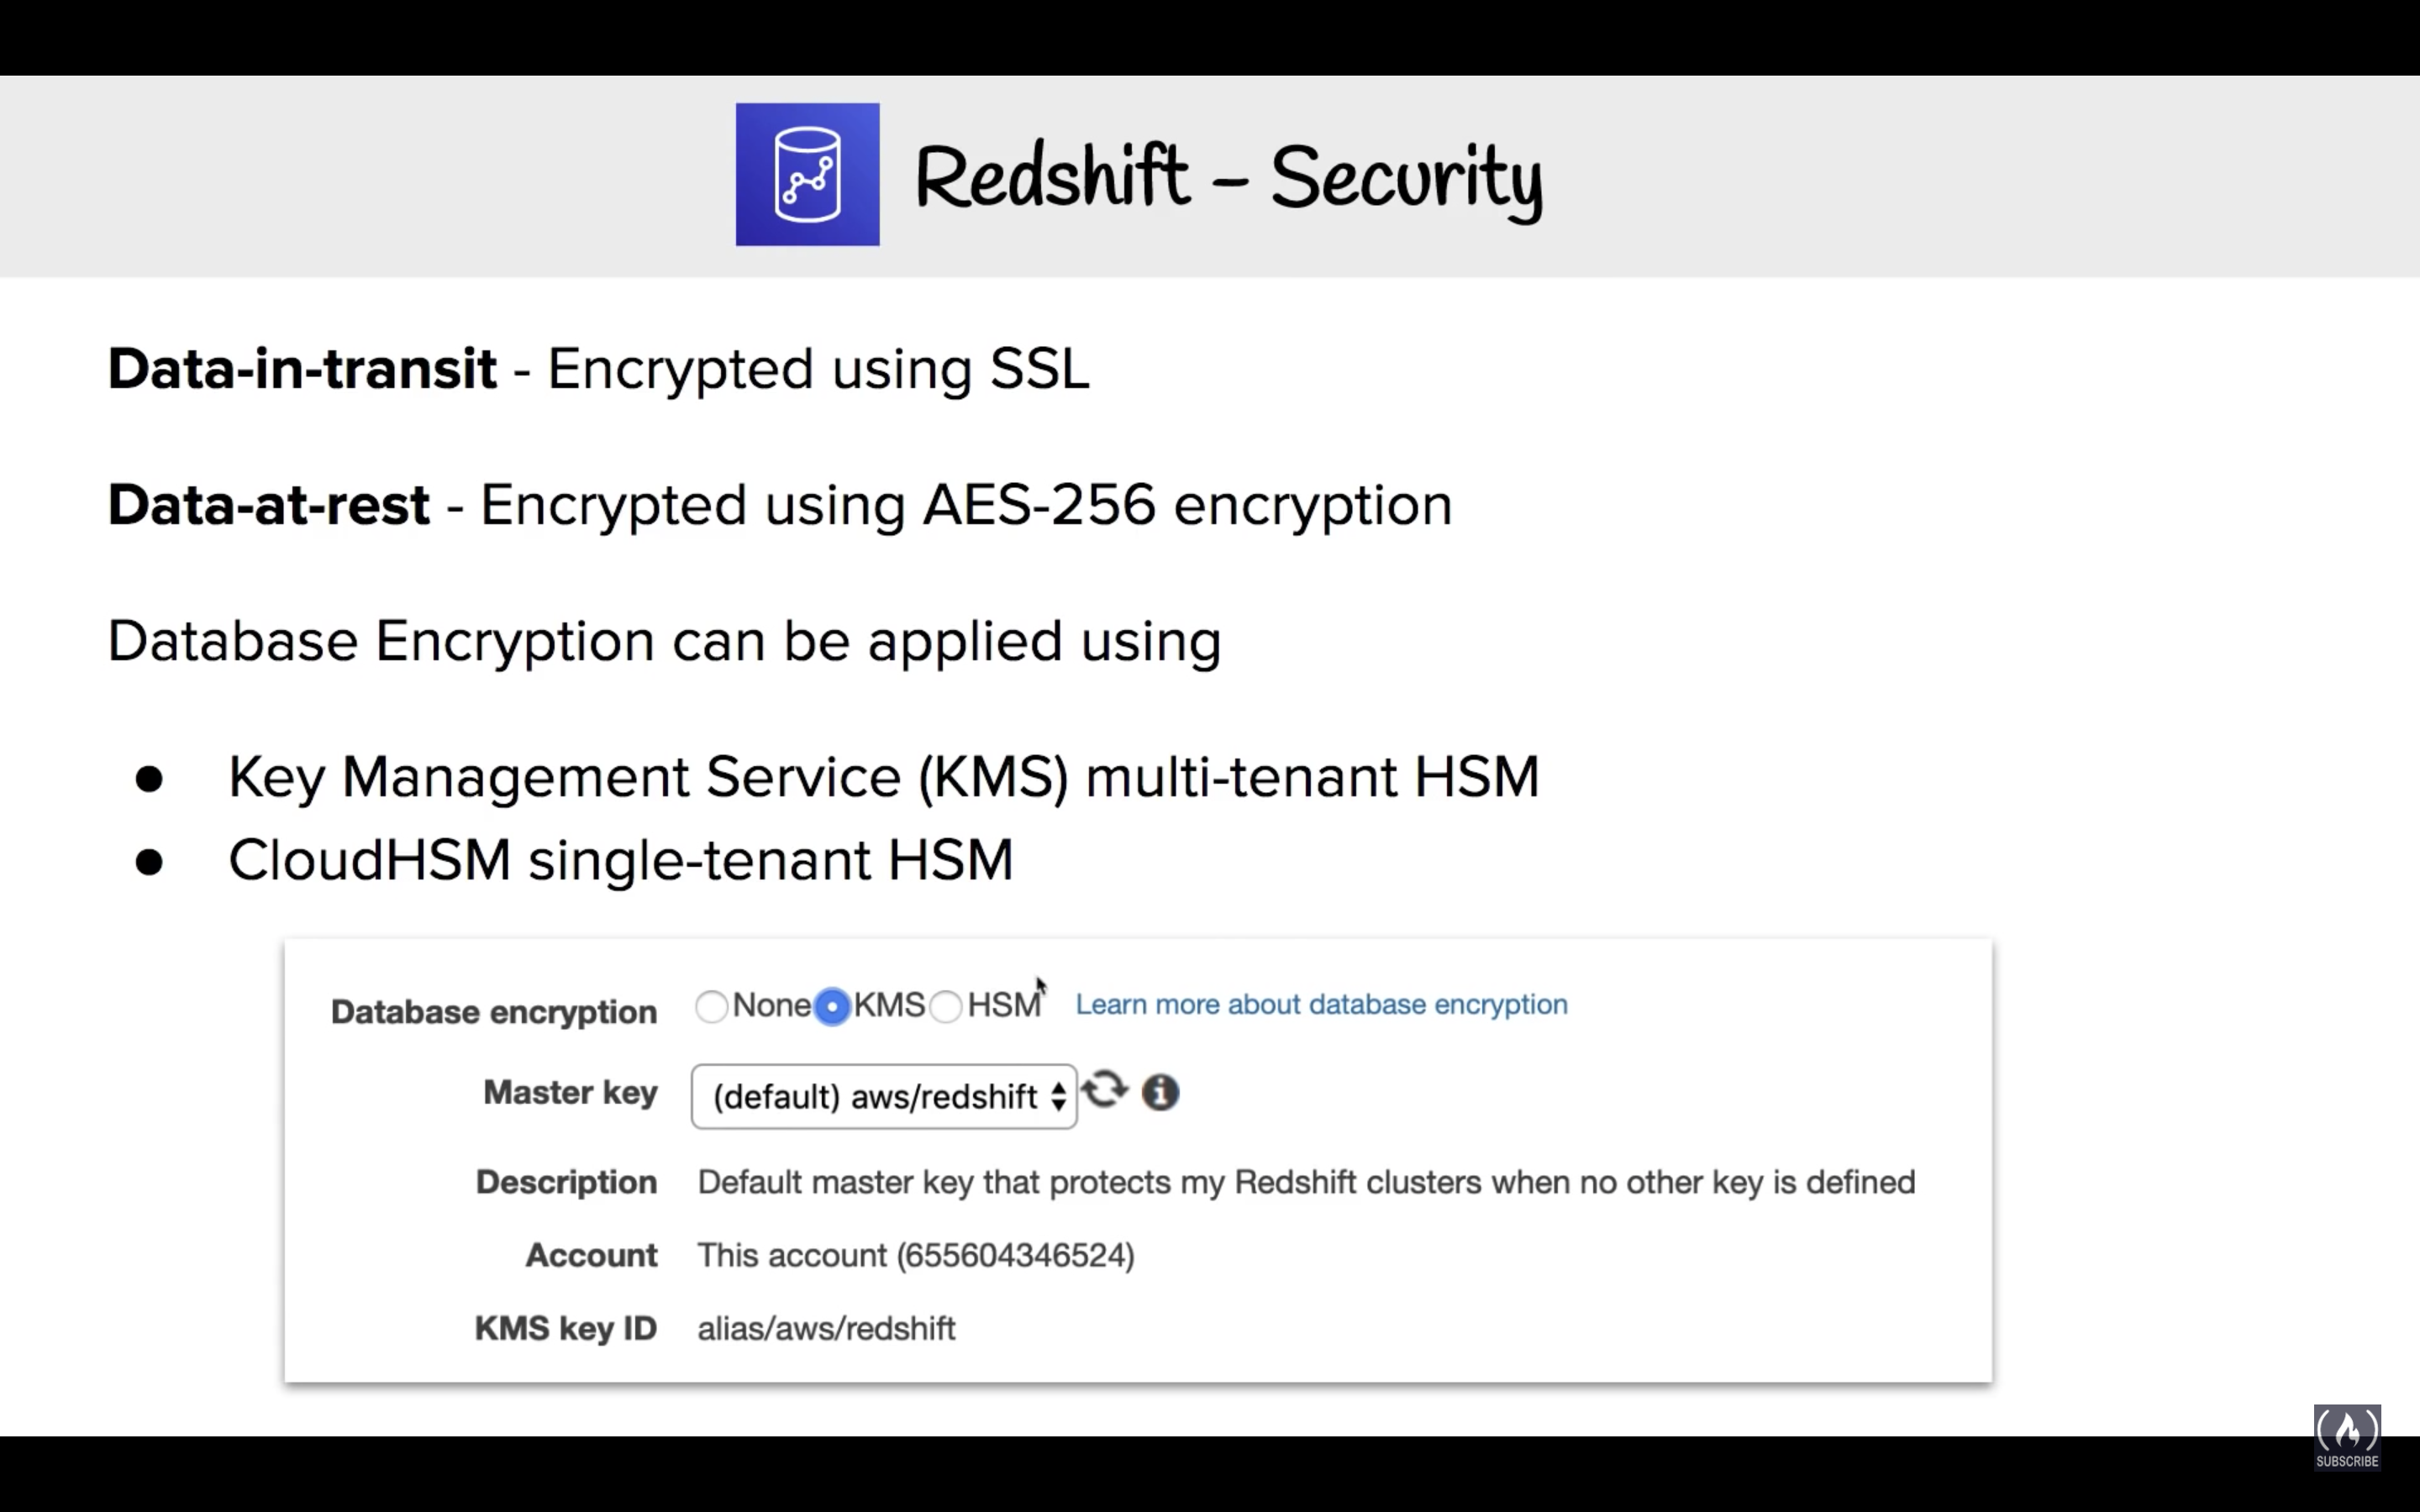 Redshift – Security
Data-in-transit - Encrypted using SSL
Data-at-rest - Encrypted using AES-256 encryption
Database Encryption can be applied using
● Key Management Service (KMS) multi-tenant HSM
● CloudHSM single-tenant HSM
Database encryption None KMS HSM Learn more about database encryption
Master key (default) aws/redshift
Description Default master key that protects my Redshift clusters when no other key is defined
Account This account (655604346524)
KMS key ID alias/aws/redshift
SUBSCRIBE